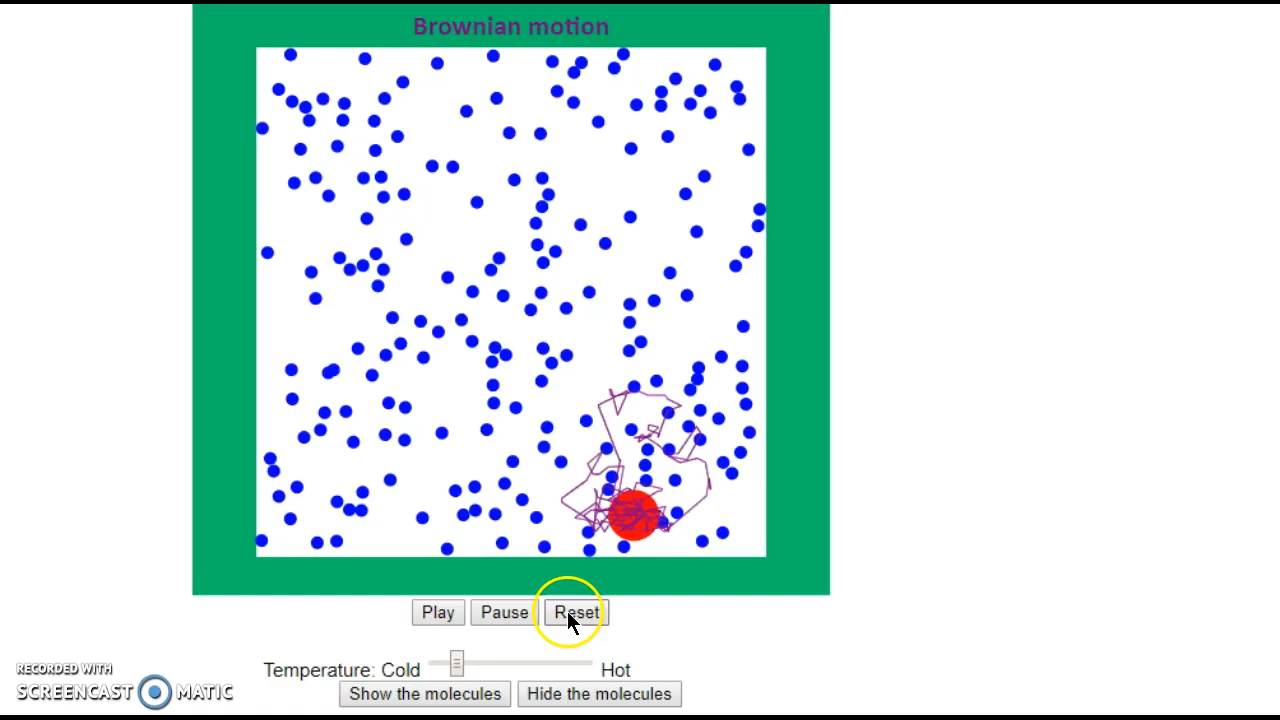 Brownian motion
Play Pause Reset
Temperature: Cold Hot
Show the molecules Hide the molecules
RECORDED WITH
SCREENCAST MATIC